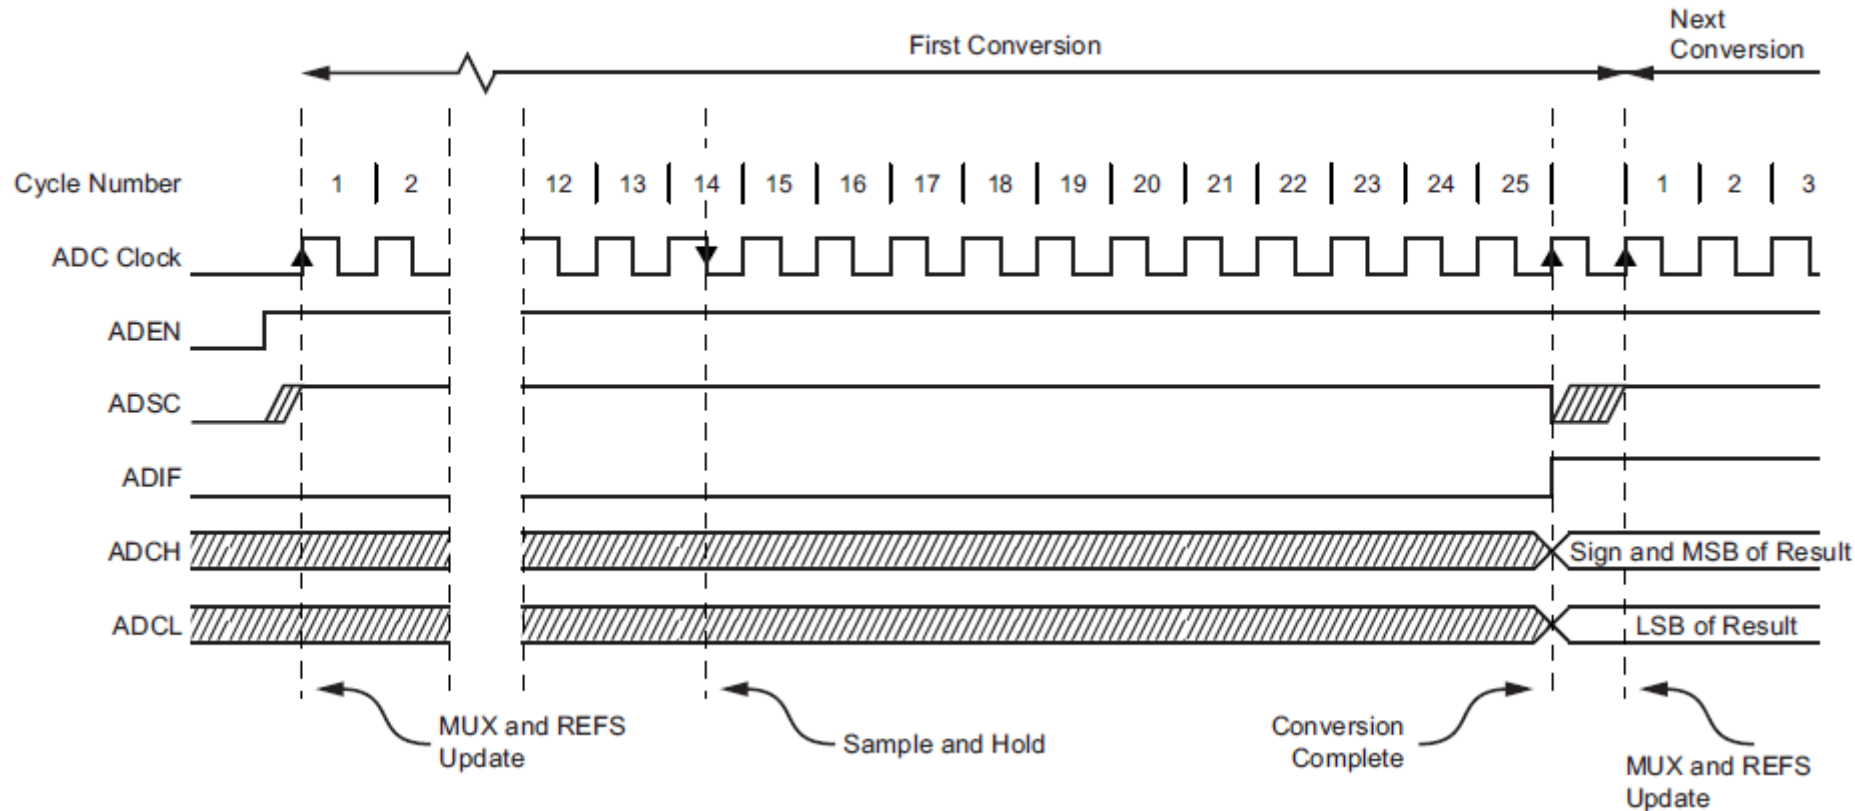 Next
Conversion
First Conversion
Cycle Number 1 2 12 13 14 15 16 17 18 19 20 21 22 23 24 25 1 2 3
ADC Clock
ADEN
ADSC
ADIF
ADCH Sign and MSB of Result
ADCL LSB of Result
MUX and REFS
Update
Sample and Hold
Conversion
Complete
MUX and REFS
Update